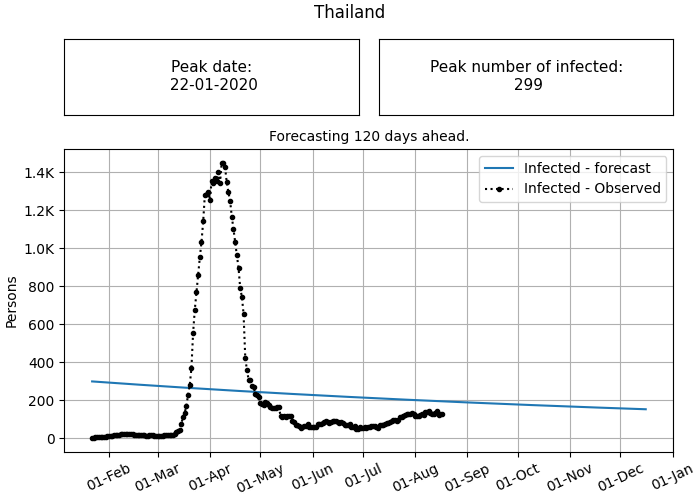 Thailand
Peak date:
22-01-2020
Peak number of infected:
299
Forecasting 120 days ahead.
Infected - forecast
Infected - Observed
Persons
1.4K
1.2K
1.0K
800
600
400
200
0
01-Feb
01-Mar
01-Apr
01-May
01-Jun
01-Jul
01-Aug
01-Sep
01-Oct
01-Nov
01-Dec
01-Jan